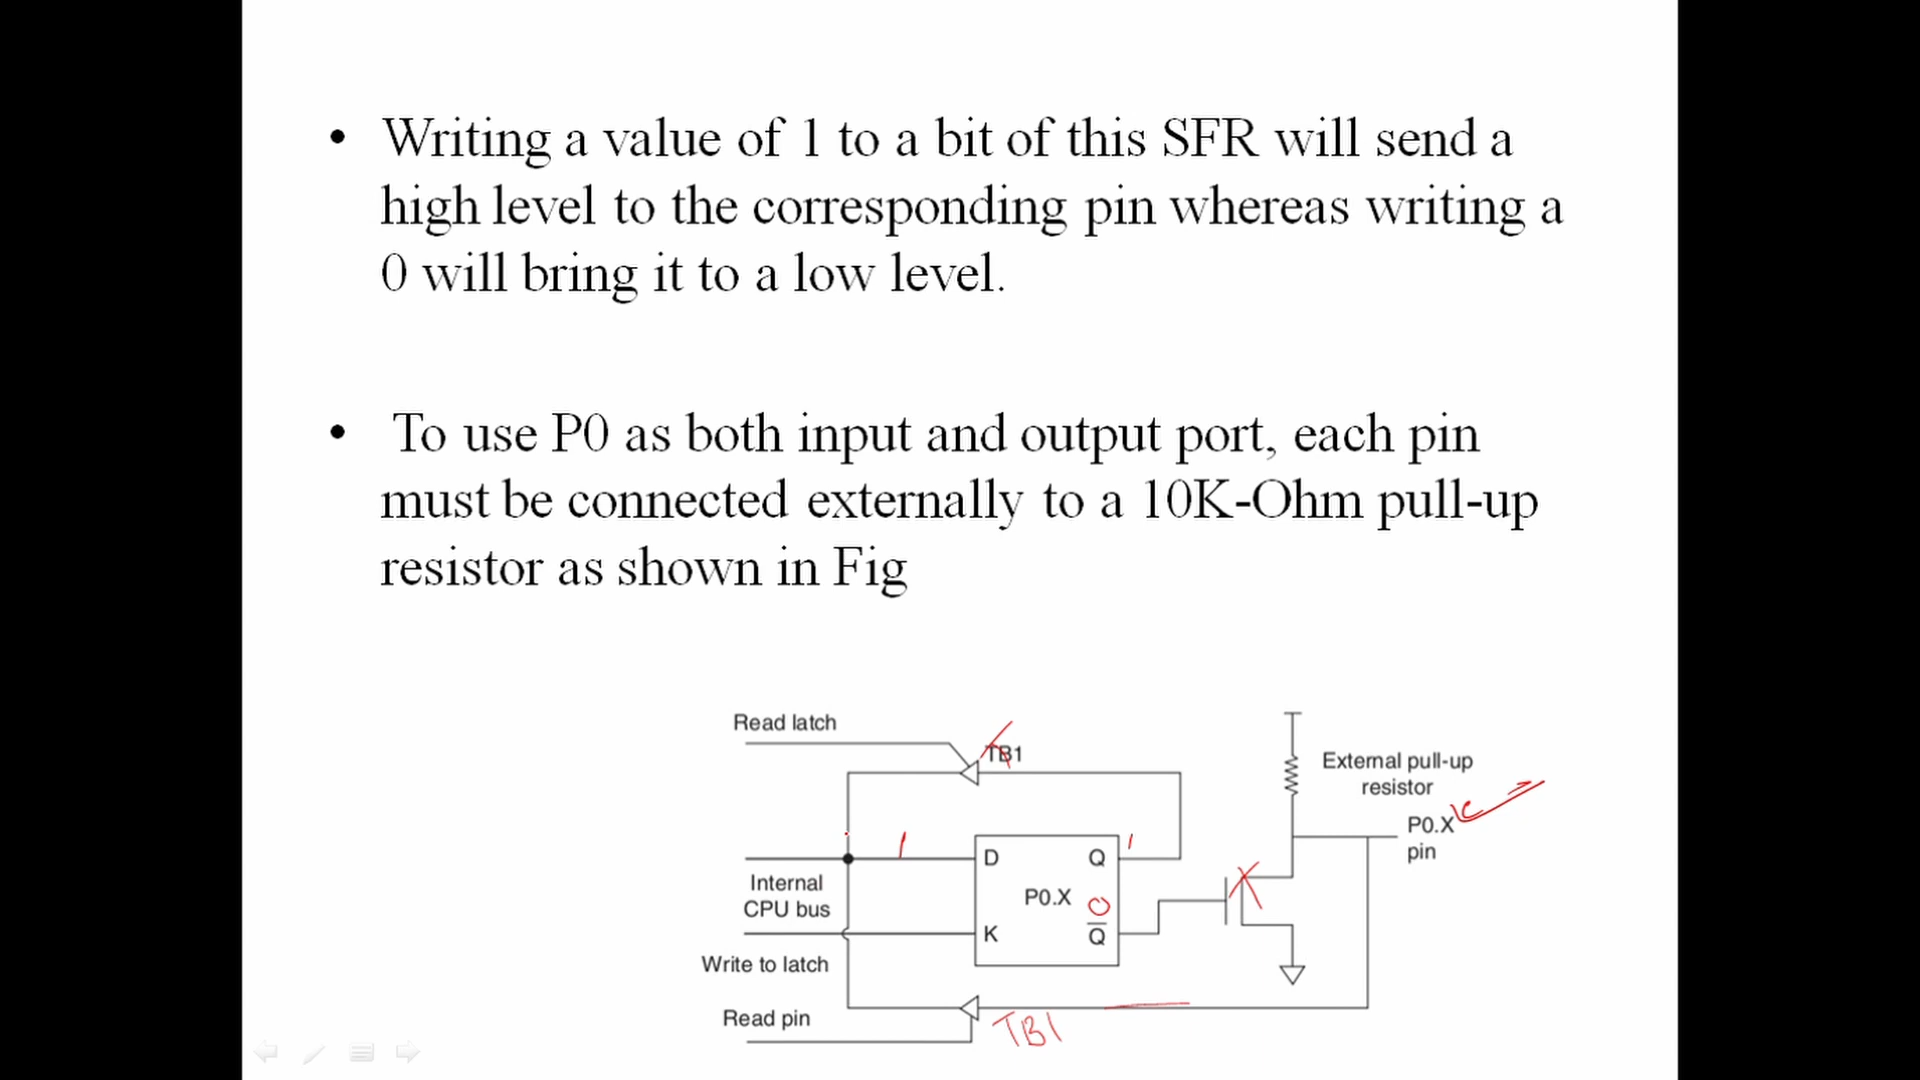 • Writing a value of 1 to a bit of this SFR will send a
high level to the corresponding pin whereas writing a
0 will bring it to a low level.
• To use P0 as both input and output port, each pin
must be connected externally to a 10K-Ohm pull-up
resistor as shown in Fig
Read latch
TB1
External pull-up
resistor
P0.X
pin
1
1
D
Q
Internal
CPU bus
P0.X
0
K
Q̅
Write to latch
Read pin
TB1